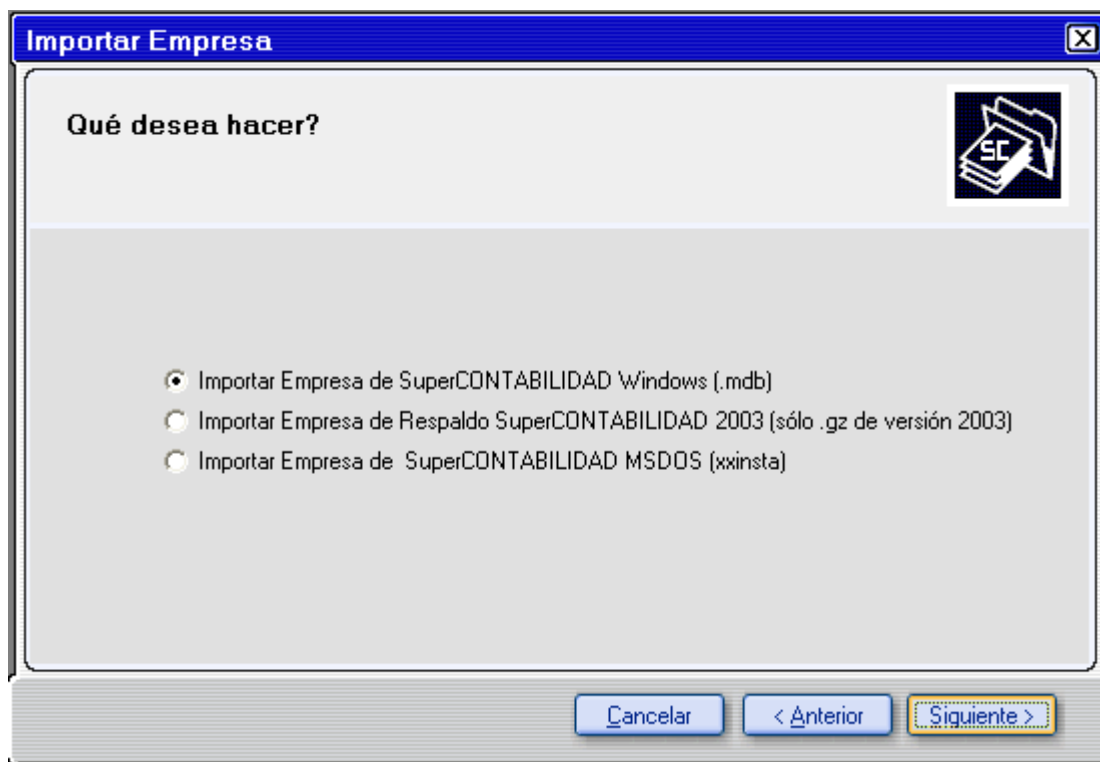 Importar Empresa
Qué desea hacer?
SC
Importar Empresa de SuperCONTABILIDAD Windows (.mdb)
Importar Empresa de Respaldo SuperCONTABILIDAD 2003 (sólo .gz de versión 2003)
Importar Empresa de SuperCONTABILIDAD MSDOS (xxinsta)
Cancelar
< Anterior
Siguiente >